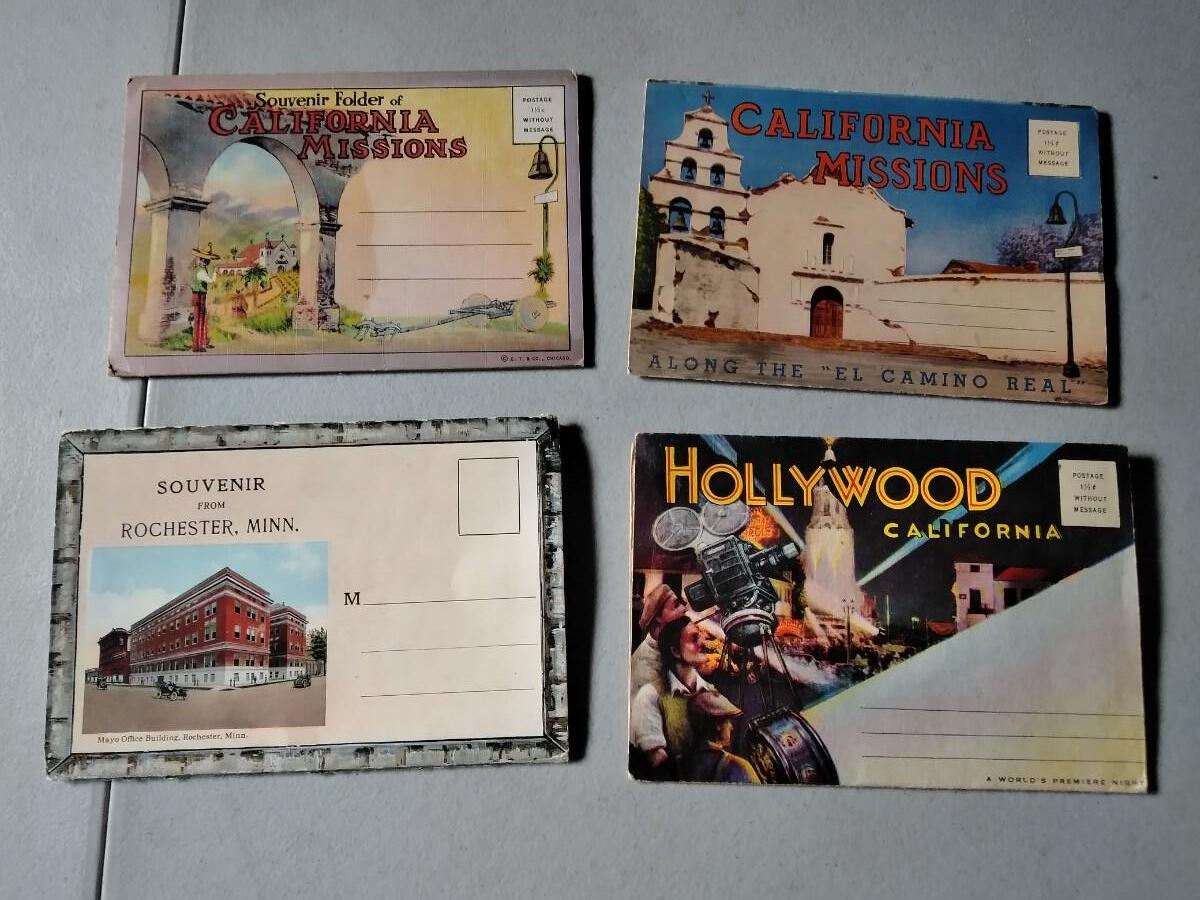 Souvenir Folder of
CALIFORNIA
MISSIONS
POSTAGE
1½¢
WITHOUT
MESSAGE
© C. T. & CO., CHICAGO.
CALIFORNIA
MISSIONS
POSTAGE
1½¢
WITHOUT
MESSAGE
ALONG THE "EL CAMINO REAL"
SOUVENIR
FROM
ROCHESTER, MINN.
M
Mayo Office Building, Rochester, Minn.
HOLLYWOOD
CALIFORNIA
POSTAGE
1½¢
WITHOUT
MESSAGE
A WORLD'S PREMIERE NIGHT